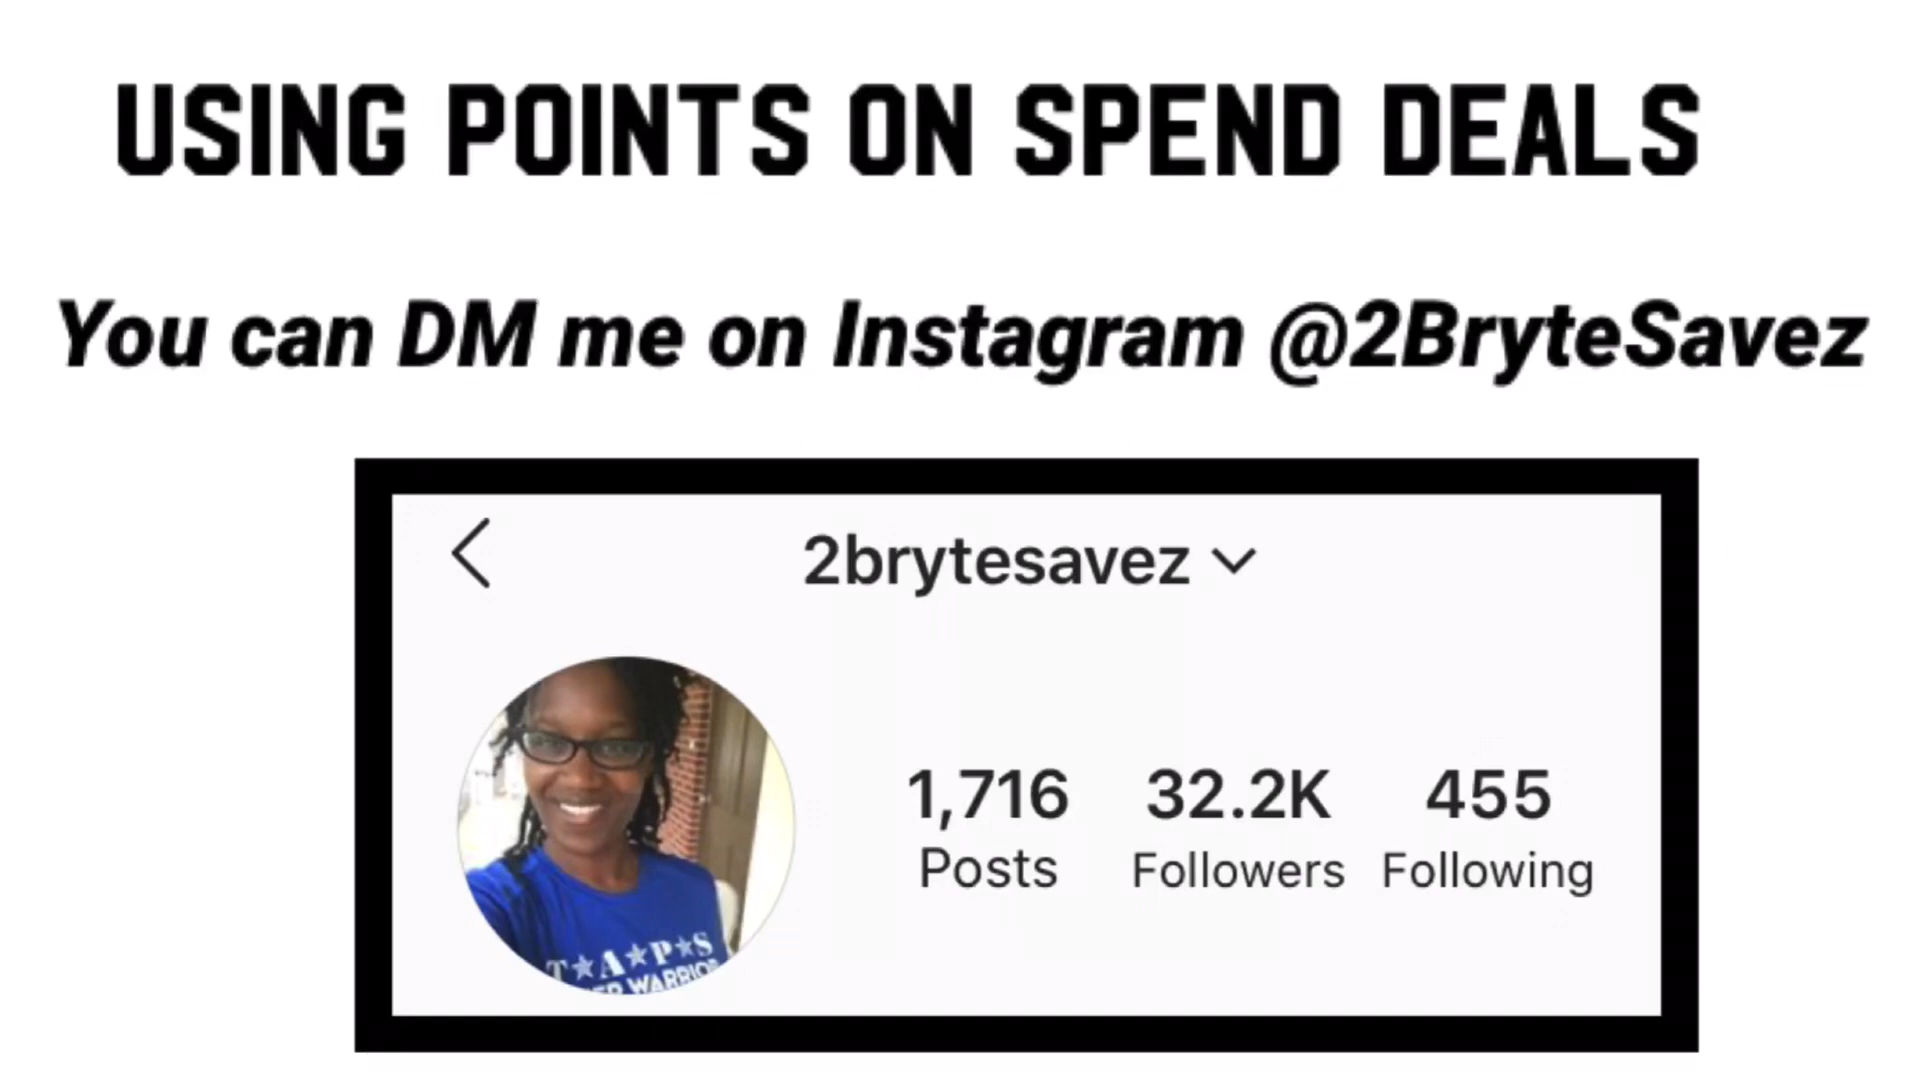 USING POINTS ON SPEND DEALS
You can DM me on Instagram @2BryteSavez
2brytesavez
1,716 32.2K 455
Posts Followers Following
T★A★P★S
WARRIOR